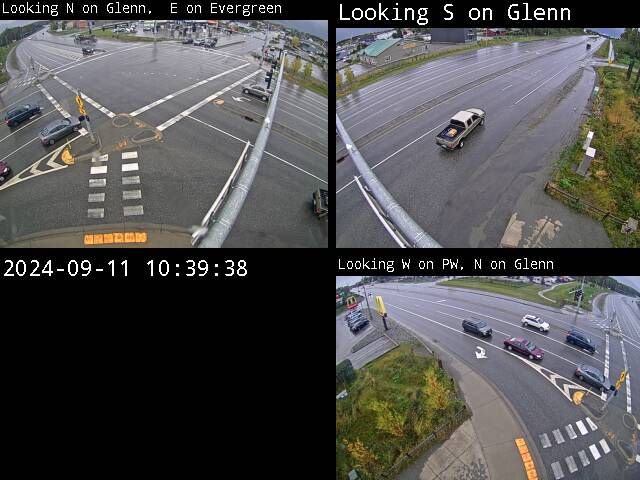 Looking N on Glenn, E on Evergreen
Looking S on Glenn
2024-09-11 10:39:38
Looking W on PW, N on Glenn